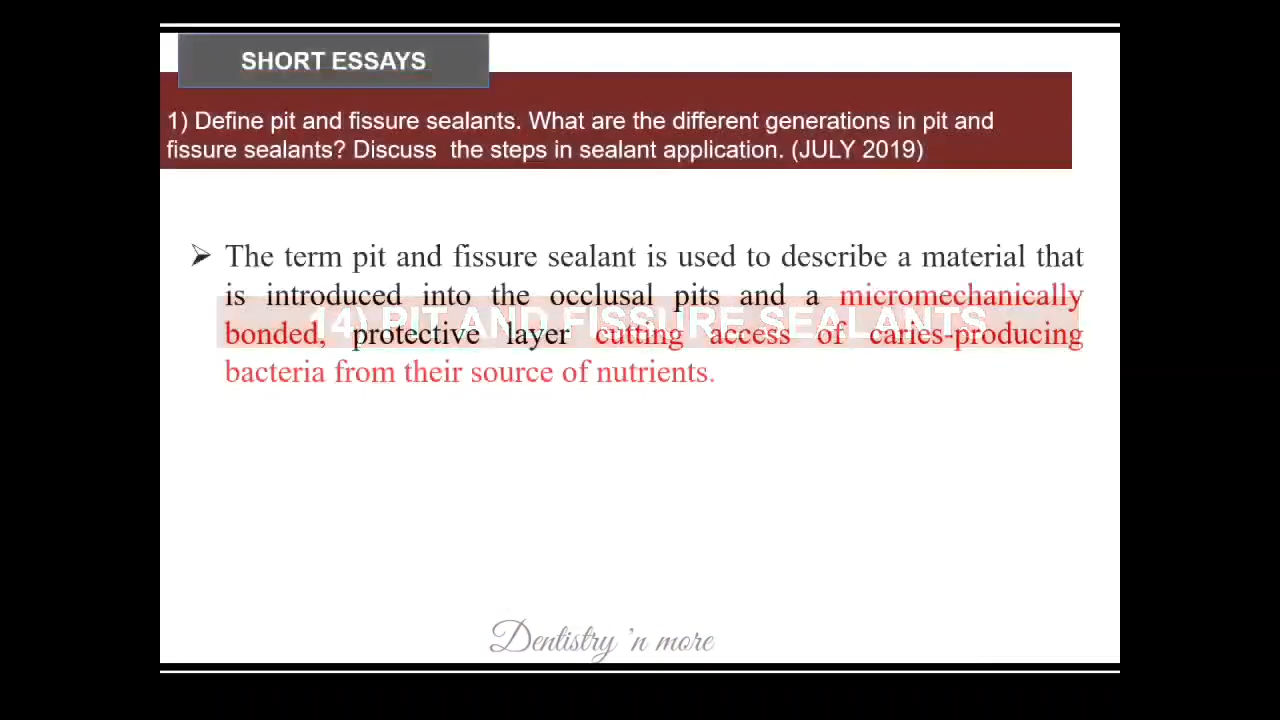 SHORT ESSAYS
1) Define pit and fissure sealants. What are the different generations in pit and
fissure sealants? Discuss the steps in sealant application. (JULY 2019)
➢ The term pit and fissure sealant is used to describe a material that
is introduced into the occlusal pits and a micromechanically
14) PIT AND FISSURE SEALANTS
bonded, protective layer cutting access of caries-producing
bacteria from their source of nutrients.
Dentistry 'n more